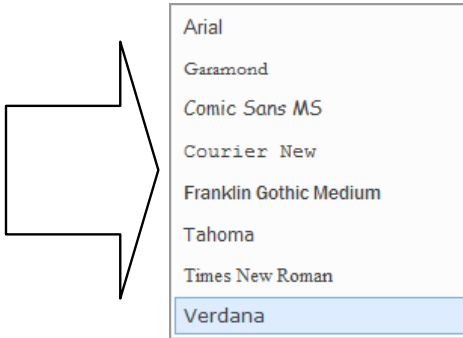 Arial
Garamond
Comic Sans MS
Courier New
Franklin Gothic Medium
Tahoma
Times New Roman
Verdana